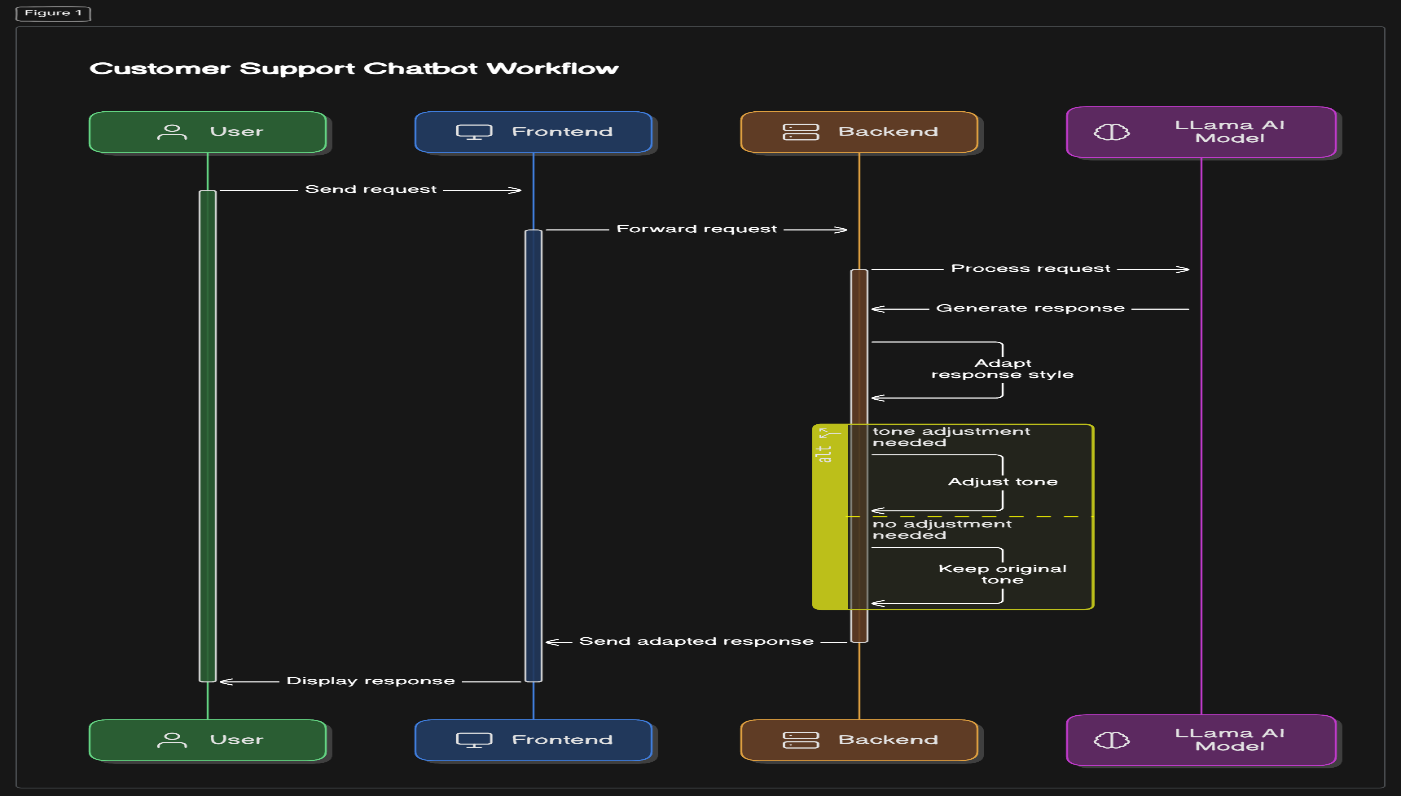 Figure 1
Customer Support Chatbot Workflow
User
Frontend
Backend
LLama AI
Model
Send request
Forward request
Process request
Generate response
Adapt
response style
alt
tone adjustment
needed
Adjust tone
no adjustment
needed
Keep original
tone
Send adapted response
Display response
User
Frontend
Backend
LLama AI
Model